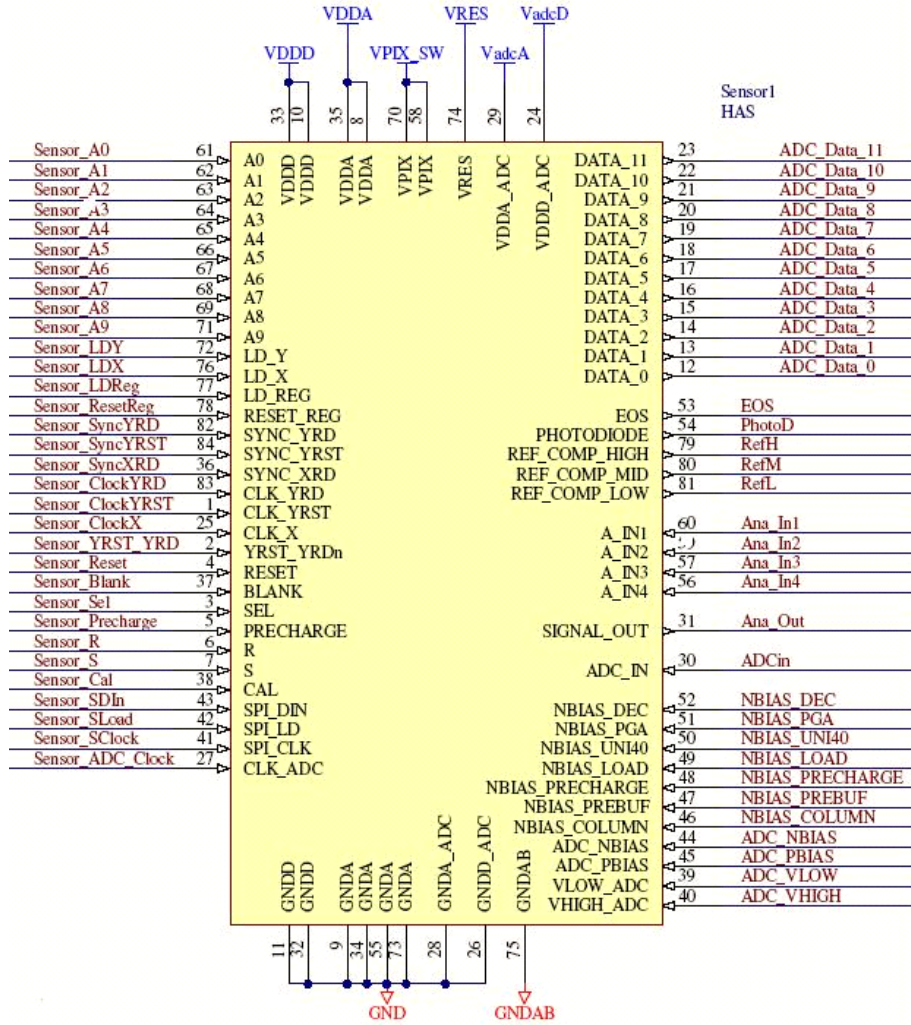 VDDA VRES VadcD
VDDD VPIX_SW VadcA
Sensor1
HAS
33 10 35 8 70 58 74 29 24
VDDD VDDD VDDA VDDA VPIX VPIX VRES VDDA_ADC VDDD_ADC
Sensor_A0 61 A0
Sensor_A1 62 A1
Sensor_A2 63 A2
Sensor_A3 64 A3
Sensor_A4 65 A4
Sensor_A5 66 A5
Sensor_A6 67 A6
Sensor_A7 68 A7
Sensor_A8 69 A8
Sensor_A9 71 A9
Sensor_LDY 72 LD_Y
Sensor_LDX 76 LD_X
Sensor_LDReg 77 LD_REG
Sensor_ResetReg 78 RESET_REG
Sensor_SyncYRD 82 SYNC_YRD
Sensor_SyncYRST 84 SYNC_YRST
Sensor_SyncXRD 36 SYNC_XRD
Sensor_ClockYRD 83 CLK_YRD
Sensor_ClockYRST 1 CLK_YRST
Sensor_ClockX 25 CLK_X
Sensor_YRST_YRD 2 YRST_YRDn
Sensor_Reset 4 RESET
Sensor_Blank 37 BLANK
Sensor_Sel 3 SEL
Sensor_Precharge 5 PRECHARGE
Sensor_R 6 R
Sensor_S 7 S
Sensor_Cal 38 CAL
Sensor_SDIn 43 SPI_DIN
Sensor_SLoad 42 SPI_LD
Sensor_SClock 41 SPI_CLK
Sensor_ADC_Clock 27 CLK_ADC
DATA_11 23 ADC_Data_11
DATA_10 22 ADC_Data_10
DATA_9 21 ADC_Data_9
DATA_8 20 ADC_Data_8
DATA_7 19 ADC_Data_7
DATA_6 18 ADC_Data_6
DATA_5 17 ADC_Data_5
DATA_4 16 ADC_Data_4
DATA_3 15 ADC_Data_3
DATA_2 14 ADC_Data_2
DATA_1 13 ADC_Data_1
DATA_0 12 ADC_Data_0
EOS 53 EOS
PHOTODIODE 54 PhotoD
REF_COMP_HIGH 79 RefH
REF_COMP_MID 80 RefM
REF_COMP_LOW 81 RefL
A_IN1 60 Ana_In1
A_IN2 Ana_In2
A_IN3 57 Ana_In3
A_IN4 56 Ana_In4
SIGNAL_OUT 31 Ana_Out
ADC_IN 30 ADCin
NBIAS_DEC 52 NBIAS_DEC
NBIAS_PGA 51 NBIAS_PGA
NBIAS_UNI40 50 NBIAS_UNI40
NBIAS_LOAD 49 NBIAS_LOAD
NBIAS_PRECHARGE 48 NBIAS_PRECHARGE
NBIAS_PREBUF 47 NBIAS_PREBUF
NBIAS_COLUMN 46 NBIAS_COLUMN
ADC_NBIAS 44 ADC_NBIAS
ADC_PBIAS 45 ADC_PBIAS
VLOW_ADC 39 ADC_VLOW
VHIGH_ADC 40 ADC_VHIGH
GNDD GNDD GNDA GNDA GNDA GNDA GNDA_ADC GNDD_ADC GNDAB
11 32 9 34 55 73 28 26 75
GND GNDAB